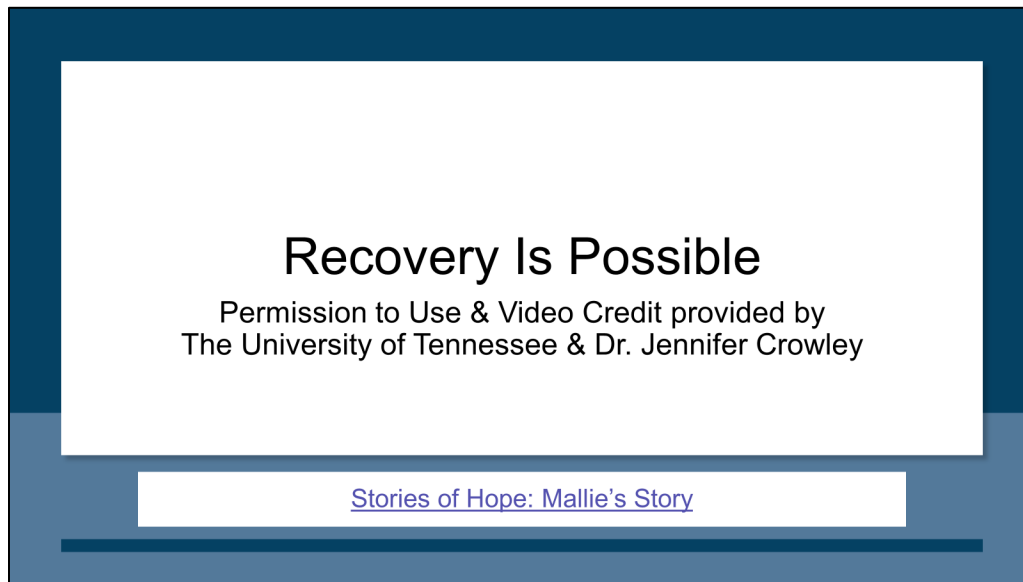 Recovery Is Possible
Permission to Use & Video Credit provided by
The University of Tennessee & Dr. Jennifer Crowley
Stories of Hope: Mallie’s Story